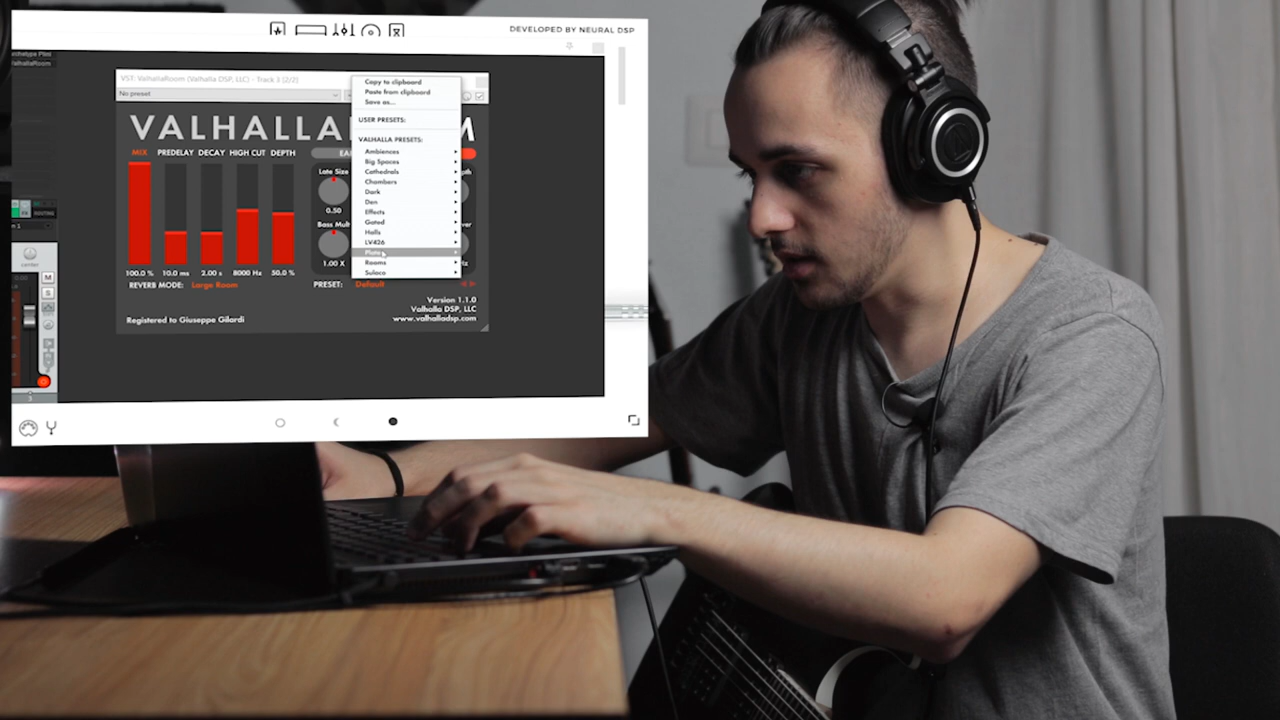 DEVELOPED BY NEURAL DSP
VST: ValhallaRoom (Valhalla DSP, LLC) - Track 3 [2/2]
No preset
VALHALLA M
MIX PREDELAY DECAY HIGH CUT DEPTH
Late Size
0.50
Bass Mult
1.00 X
100.0 % 10.0 ms 2.00 s 8000 Hz 50.0 %
REVERB MODE: Large Room
PRESET: Default
Version 1.1.0
Valhalla DSP, LLC
www.valhalladsp.com
Registered to Giuseppe Gilardi
Copy to clipboard
Paste from clipboard
Save as...
USER PRESETS:
VALHALLA PRESETS:
Ambiences
Big Spaces
Cathedrals
Chambers
Dark
Den
Effects
Gated
Halls
LV426
Rooms
Sulaco
center
M
S
3